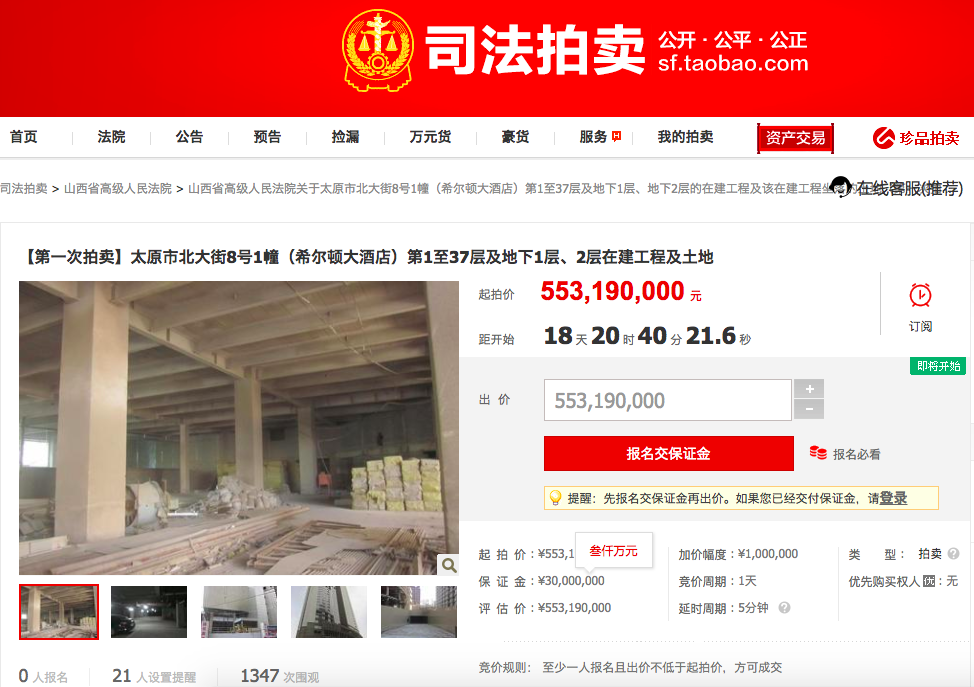 司法拍卖 公开 · 公平 · 公正
sf.taobao.com
首页 法院 公告 预告 捡漏 万元货 豪货 服务 我的拍卖 资产交易 珍品拍卖
司法拍卖 > 山西省高级人民法院 > 山西省高级人民法院关于太原市北大街8号1幢（希尔顿大酒店）第1至37层及地下1层、地下2层的在建工程及该在建工程坐
在线客服(推荐)
【第一次拍卖】太原市北大街8号1幢（希尔顿大酒店）第1至37层及地下1层、2层在建工程及土地
起拍价 553,190,000 元
距开始 18 天 20 时 40 分 21.6 秒
订阅
即将开始
出 价 553,190,000 + -
报名交保证金 报名必看
提醒：先报名交保证金再出价。如果您已经交付保证金，请登录
叁仟万元
起 拍 价：¥553,1 加价幅度：¥1,000,000 类 型： 拍卖
保 证 金：¥30,000,000 竞价周期：1天 优先购买权人优：无
评 估 价：¥553,190,000 延时周期：5分钟
0 人报名 21 人设置提醒 1347 次围观
竞价规则： 至少一人报名且出价不低于起拍价，方可成交